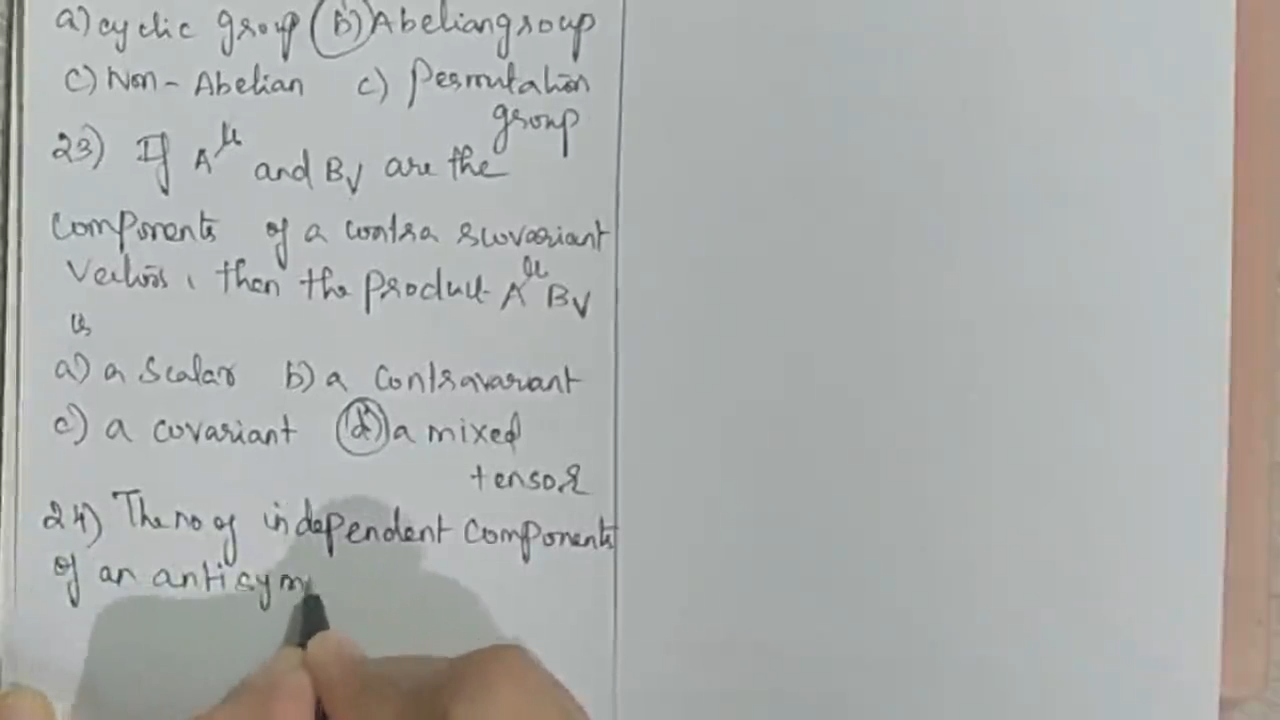 a) cyclic group (b) Abelian group
c) Non-Abelian c) Permutation
group
23) If A^μ and B_ν are the
components of a contra & covariant
vectors, then the product A^μ B_ν
is
a) a scalar b) a contravarant
c) a covariant (d) a mixed
tensor
24) The no of independent components
of an antisym